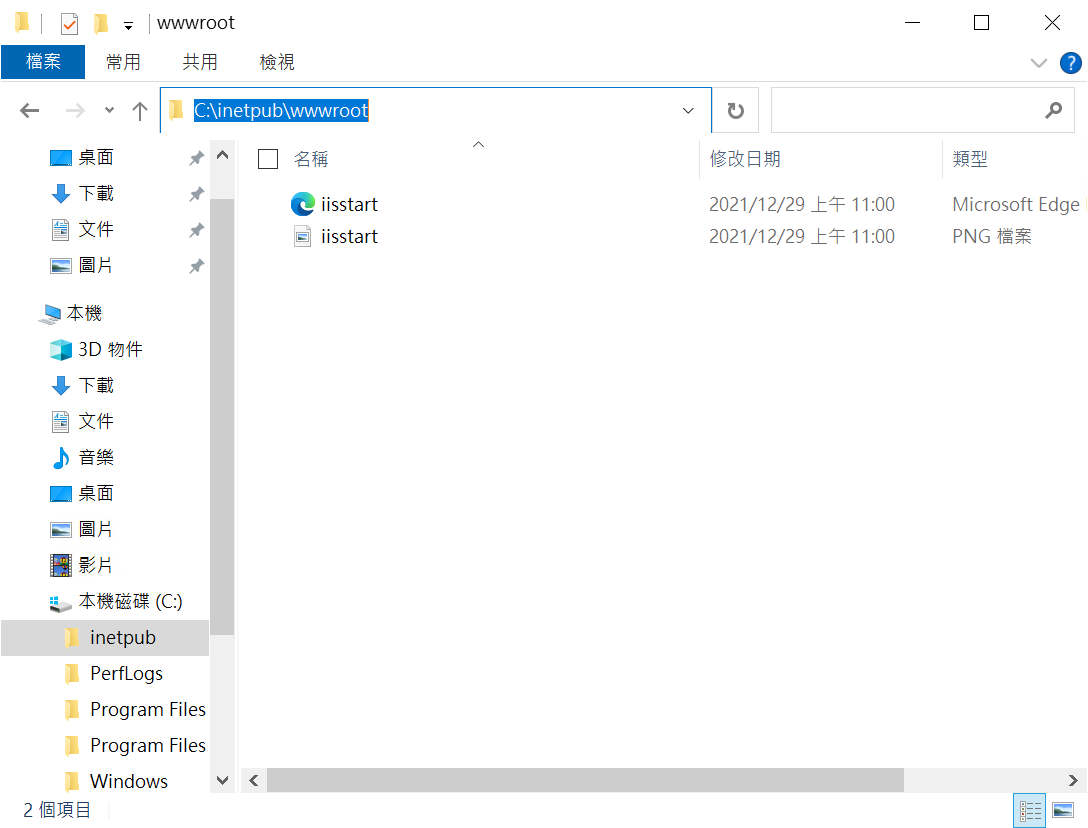 wwwroot
檔案 常用 共用 檢視 ?
C:\inetpub\wwwroot
名稱 修改日期 類型
iisstart 2021/12/29 上午 11:00 Microsoft Edge
iisstart 2021/12/29 上午 11:00 PNG 檔案
桌面
下載
文件
圖片
本機
3D 物件
下載
文件
音樂
桌面
圖片
影片
本機磁碟 (C:)
inetpub
PerfLogs
Program Files
Program Files
Windows
2 個項目